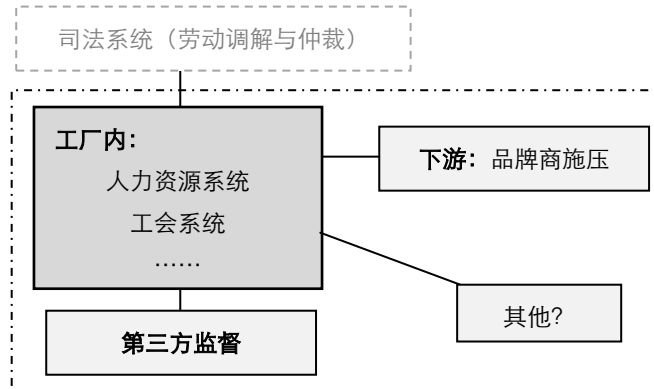 司法系统（劳动调解与仲裁）
工厂内：
人力资源系统
工会系统
……
下游：品牌商施压
其他？
第三方监督